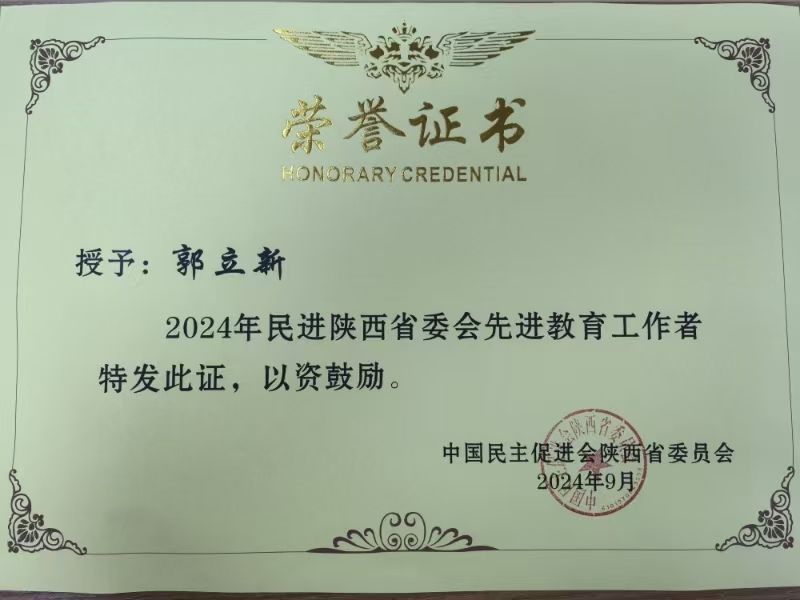 荣誉证书
HONORARY CREDENTIAL
授予：郭立新
2024年民进陕西省委会先进教育工作者
特发此证，以资鼓励。
中国民主促进会陕西省委员会
2024年9月